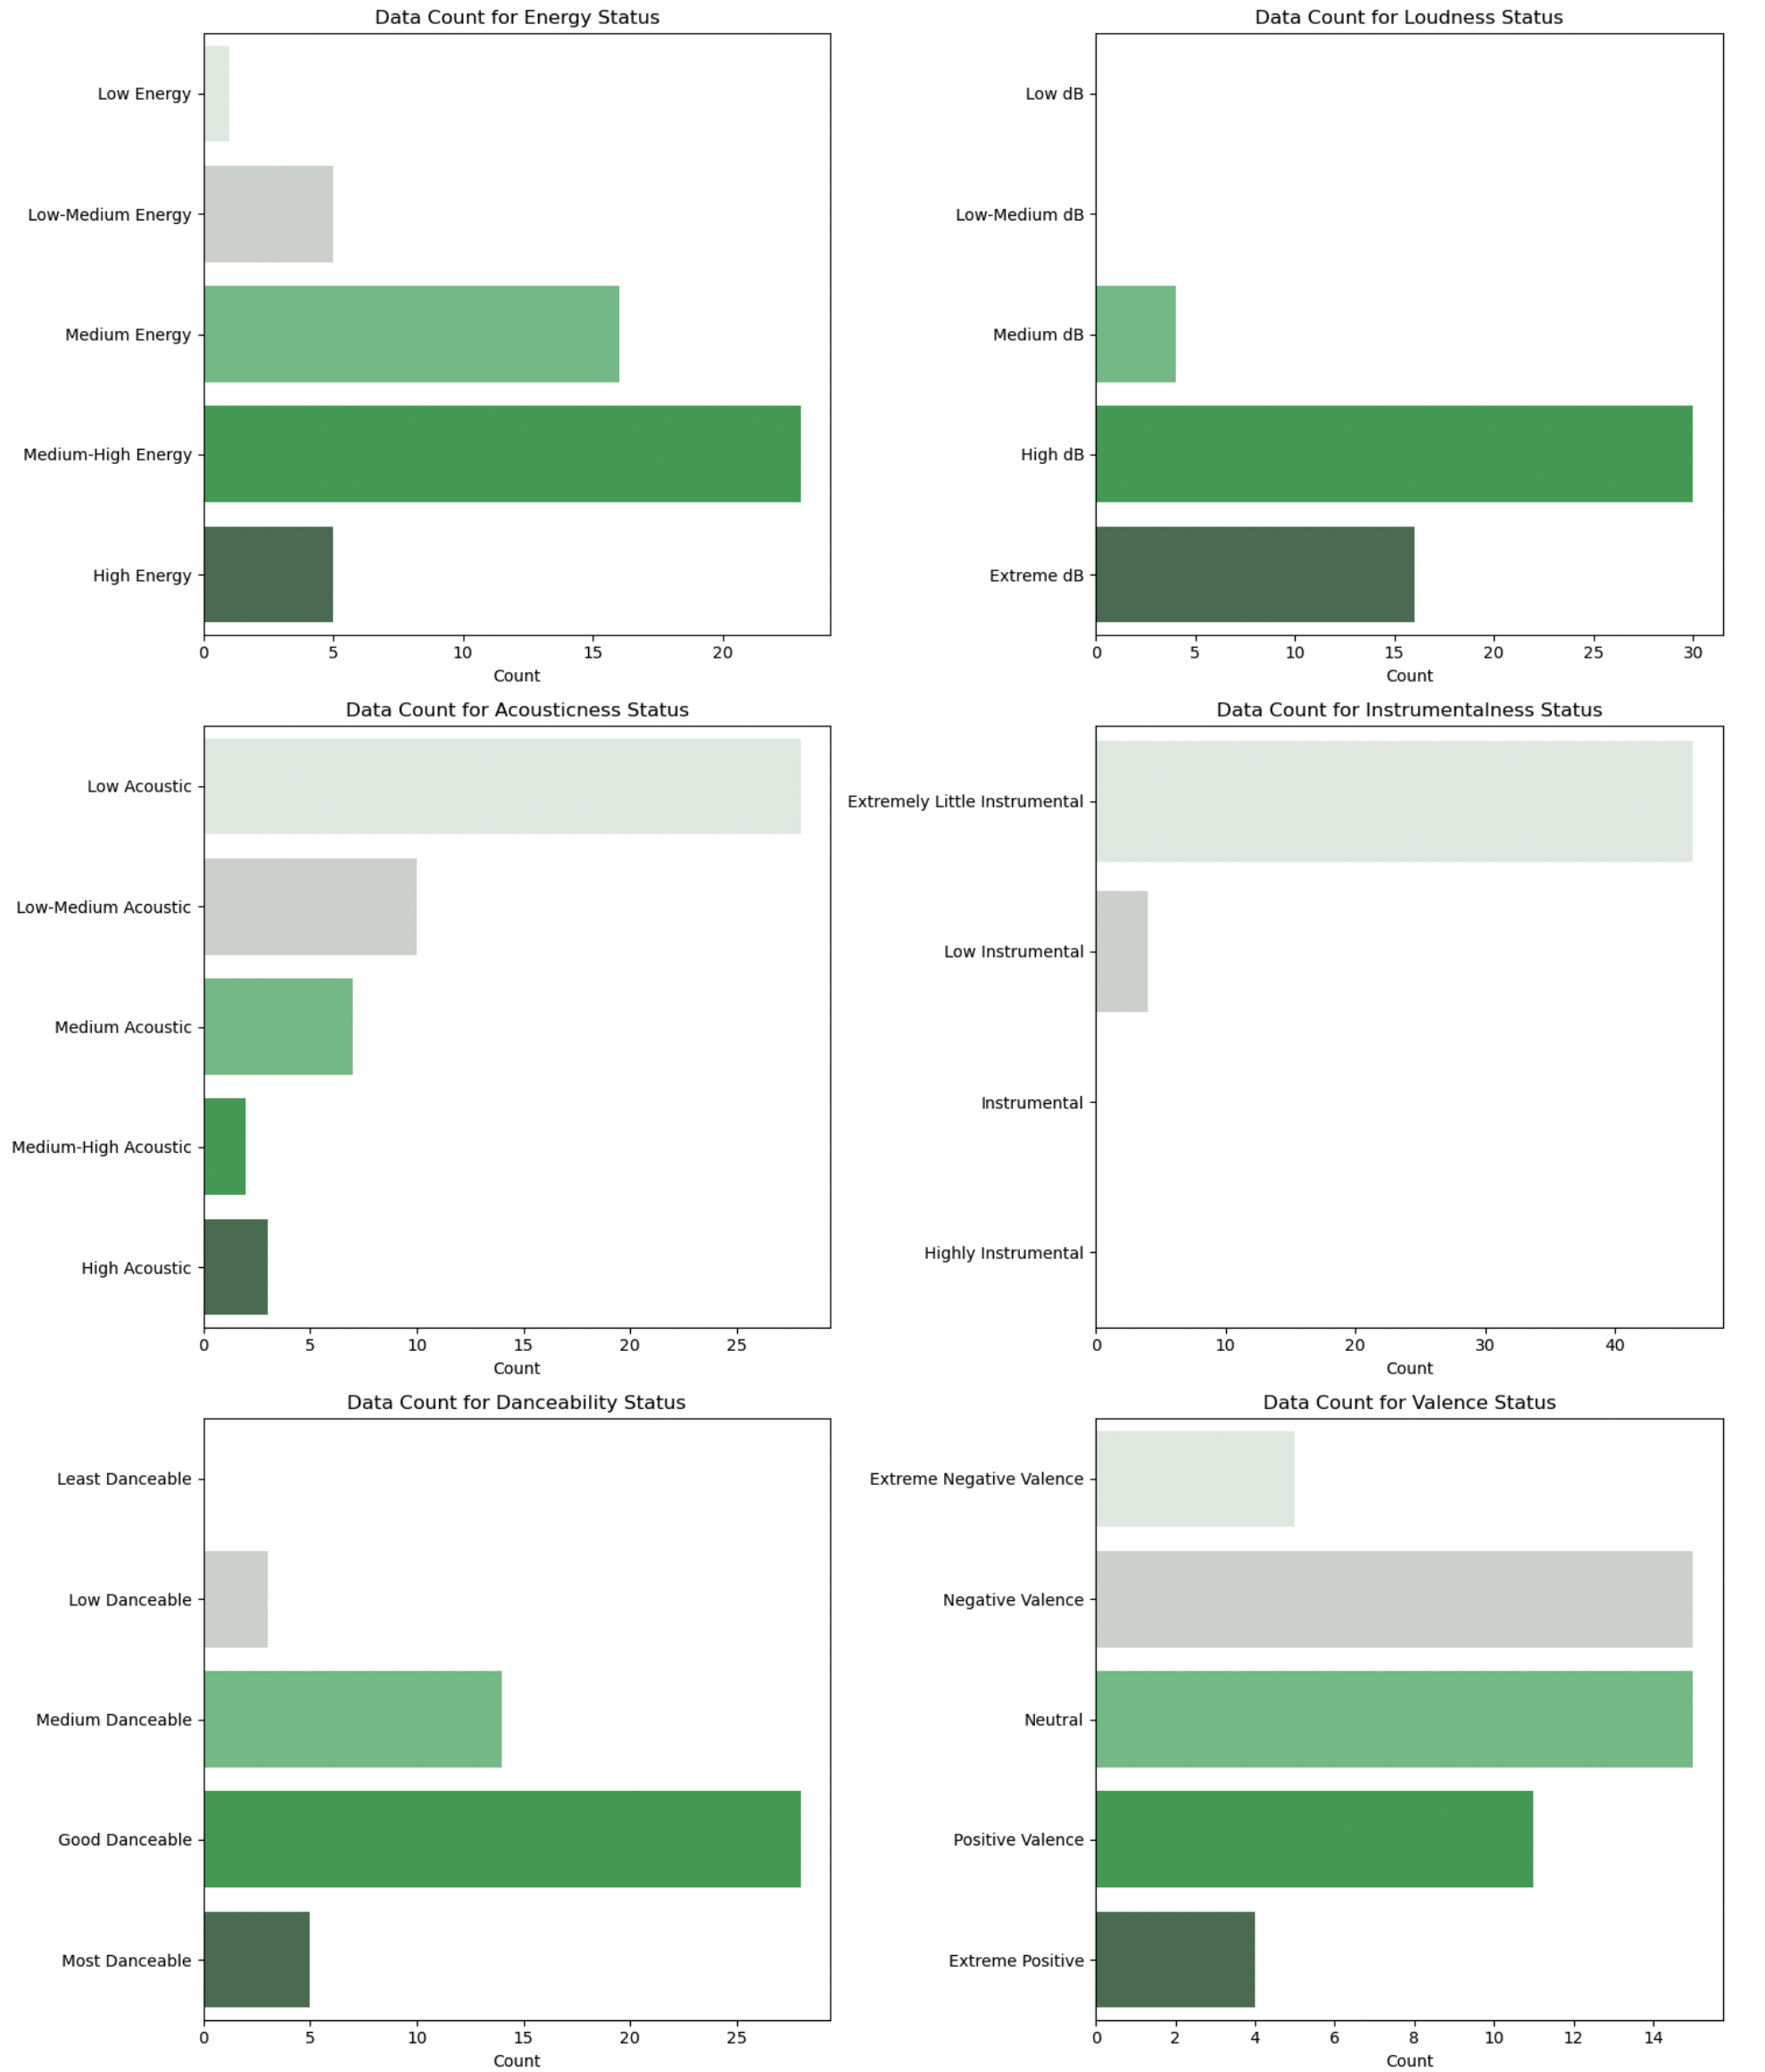 Data Count for Energy Status
Low Energy
Low-Medium Energy
Medium Energy
Medium-High Energy
High Energy
0 5 10 15 20
Count
Data Count for Loudness Status
Low dB
Low-Medium dB
Medium dB
High dB
Extreme dB
0 5 10 15 20 25 30
Count
Data Count for Acousticness Status
Low Acoustic
Low-Medium Acoustic
Medium Acoustic
Medium-High Acoustic
High Acoustic
0 5 10 15 20 25
Count
Data Count for Instrumentalness Status
Extremely Little Instrumental
Low Instrumental
Instrumental
Highly Instrumental
0 10 20 30 40
Count
Data Count for Danceability Status
Least Danceable
Low Danceable
Medium Danceable
Good Danceable
Most Danceable
0 5 10 15 20 25
Count
Data Count for Valence Status
Extreme Negative Valence
Negative Valence
Neutral
Positive Valence
Extreme Positive
0 2 4 6 8 10 12 14
Count